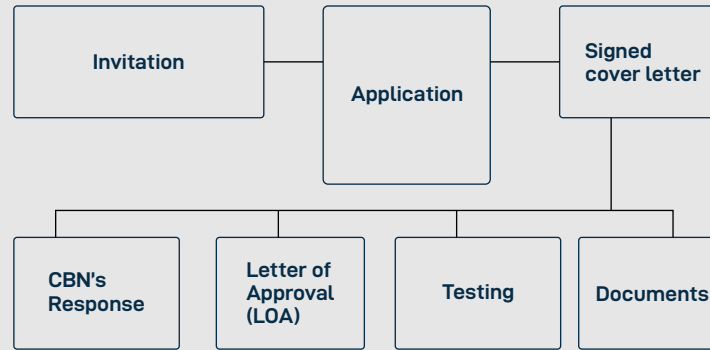 Invitation
Application
Signed
cover letter
CBN's
Response
Letter of
Approval
(LOA)
Testing
Documents